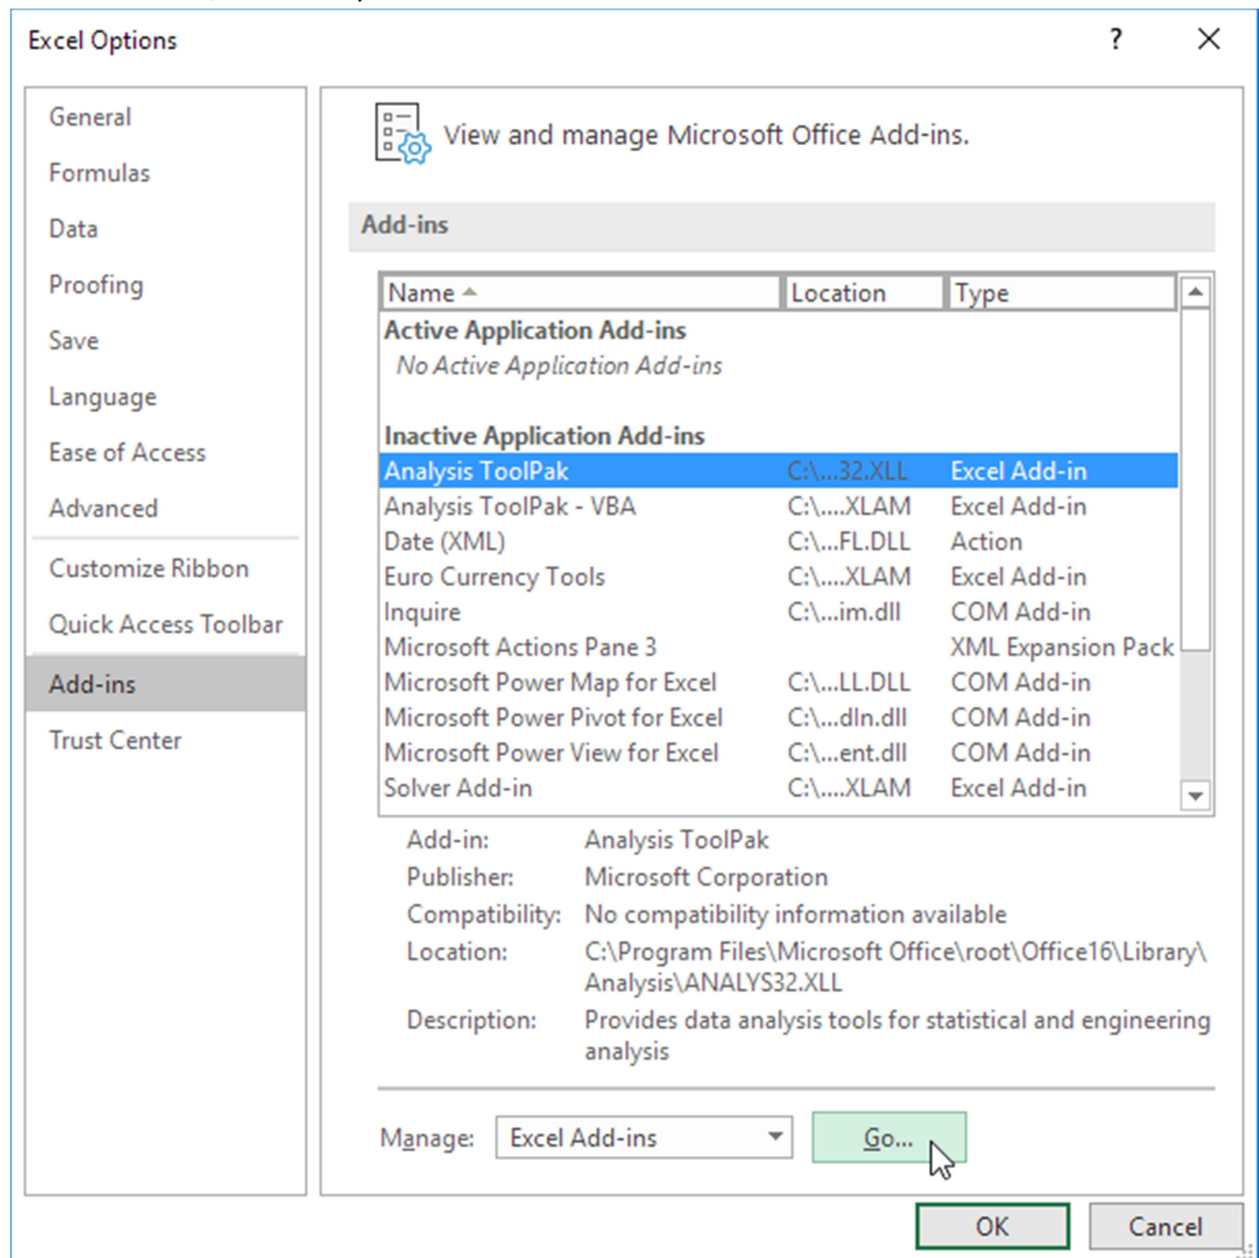 Excel Options
?
General
Formulas
Data
Proofing
Save
Language
Ease of Access
Advanced
Customize Ribbon
Quick Access Toolbar
Add-ins
Trust Center
View and manage Microsoft Office Add-ins.
Add-ins
Name Location Type
Active Application Add-ins
No Active Application Add-ins
Inactive Application Add-ins
Analysis ToolPak C:\...32.XLL Excel Add-in
Analysis ToolPak - VBA C:\....XLAM Excel Add-in
Date (XML) C:\...FL.DLL Action
Euro Currency Tools C:\....XLAM Excel Add-in
Inquire C:\...im.dll COM Add-in
Microsoft Actions Pane 3 XML Expansion Pack
Microsoft Power Map for Excel C:\...LL.DLL COM Add-in
Microsoft Power Pivot for Excel C:\...dln.dll COM Add-in
Microsoft Power View for Excel C:\...ent.dll COM Add-in
Solver Add-in C:\....XLAM Excel Add-in
Add-in: Analysis ToolPak
Publisher: Microsoft Corporation
Compatibility: No compatibility information available
Location: C:\Program Files\Microsoft Office\root\Office16\Library\
Analysis\ANALYS32.XLL
Description: Provides data analysis tools for statistical and engineering
analysis
Manage: Excel Add-ins Go...
OK Cancel